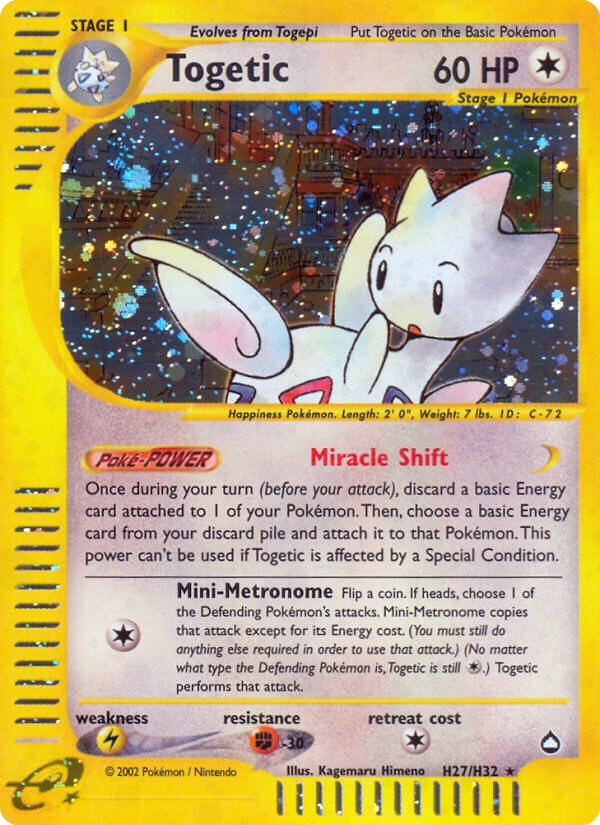 STAGE 1
Evolves from Togepi
Put Togetic on the Basic Pokémon
Togetic
60 HP
Stage 1 Pokémon
Happiness Pokémon. Length: 2' 0", Weight: 7 lbs. ID: C-72
Poké-POWER
Miracle Shift
Once during your turn (before your attack), discard a basic Energy
card attached to 1 of your Pokémon. Then, choose a basic Energy
card from your discard pile and attach it to that Pokémon. This
power can't be used if Togetic is affected by a Special Condition.
Mini-Metronome Flip a coin. If heads, choose 1 of
the Defending Pokémon's attacks. Mini-Metronome copies
that attack except for its Energy cost. (You must still do
anything else required in order to use that attack.) (No matter
what type the Defending Pokémon is, Togetic is still .) Togetic
performs that attack.
weakness
resistance
retreat cost
-30
© 2002 Pokémon / Nintendo
Illus. Kagemaru Himeno
H27/H32
e